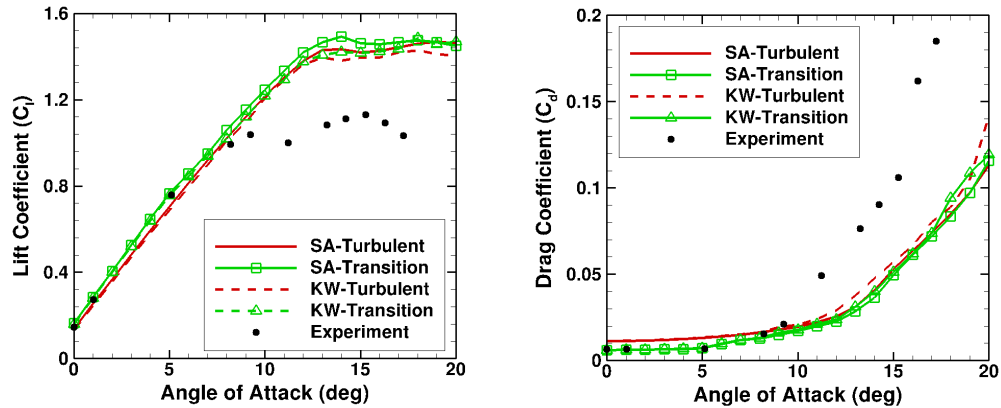 1.6
1.2
0.8
0.4
0
Lift Coefficient (Cl)
SA-Turbulent
SA-Transition
KW-Turbulent
KW-Transition
Experiment
0 5 10 15 20
Angle of Attack (deg)
0.2
0.15
0.1
0.05
0
Drag Coefficient (Cd)
SA-Turbulent
SA-Transition
KW-Turbulent
KW-Transition
Experiment
0 5 10 15 20
Angle of Attack (deg)